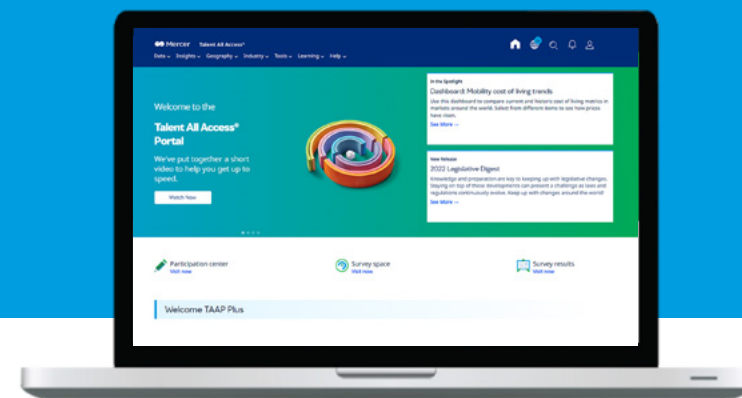 Mercer Talent All Access®
Data Insights Geography Industry Tools Learning Help
Welcome to the
Talent All Access®
Portal
We've put together a short
video to help you get up to
speed.
Watch Now
In the Spotlight
Dashboard: Mobility cost of living trends
Use this dashboard to compare current and historic cost of living metrics in
markets around the world. Select from different items to see how prices
have risen.
See More
New Release
2022 Legislative Digest
Knowledge and preparation are key to keeping up with legislative changes.
Staying on top of these developments can present a challenge as laws and
regulations continuously evolve. Keep up with changes around the world!
See More
Participation center
Visit now
Survey space
Visit now
Survey results
Visit now
Welcome TAAP Plus